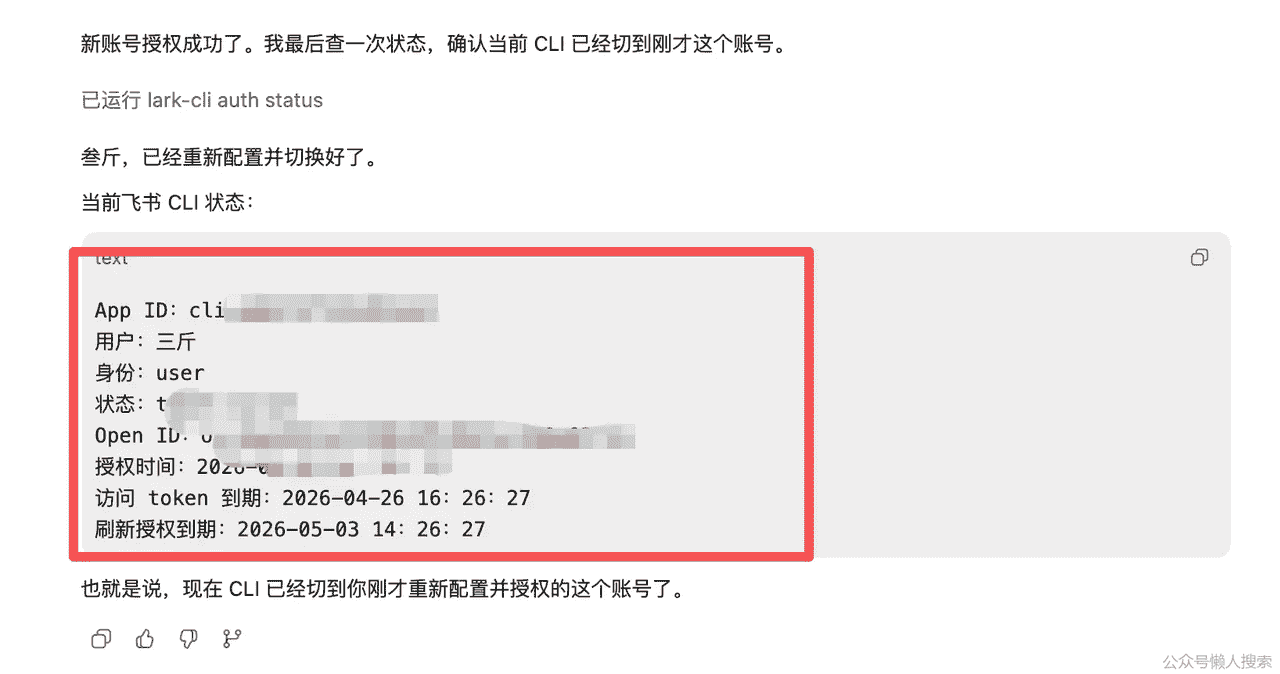 新账号授权成功了。我最后查一次状态，确认当前 CLI 已经切到刚才这个账号。
已运行 lark-cli auth status
叁斤，已经重新配置并切换好了。
当前飞书 CLI 状态：
text
App ID: cli
用户：三斤
身份：user
状态：t
Open ID:
授权时间：2026-0
访问 token 到期：2026-04-26 16: 26: 27
刷新授权到期：2026-05-03 14: 26: 27
也就是说，现在 CLI 已经切到你刚才重新配置并授权的这个账号了。
公众号懒人搜索